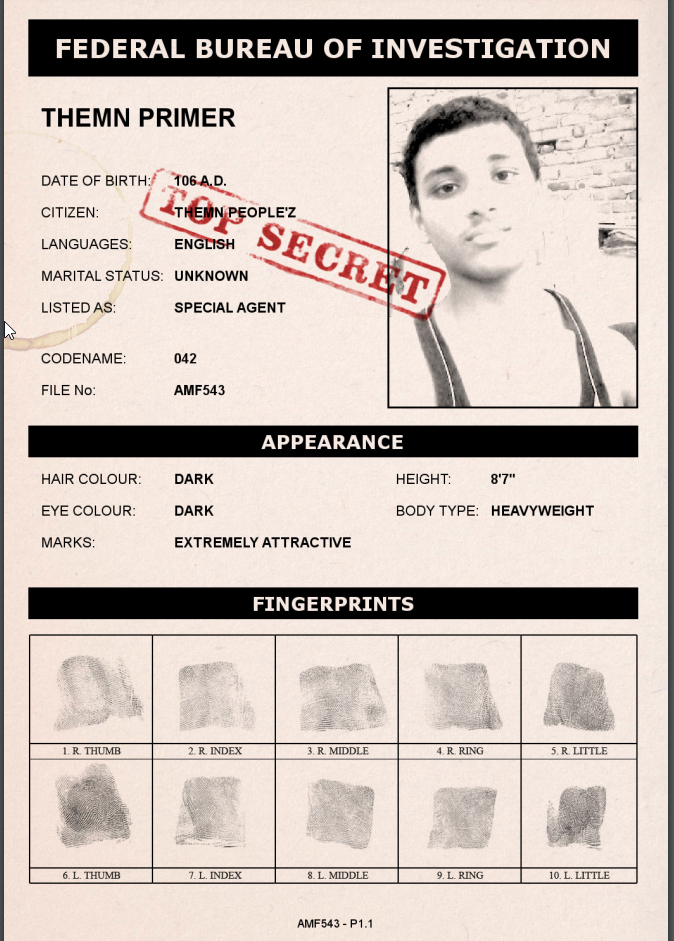 FEDERAL BUREAU OF INVESTIGATION
THEMN PRIMER
DATE OF BIRTH: 106 A.D.
CITIZEN: THEMN PEOPLE'Z
LANGUAGES: ENGLISH
MARITAL STATUS: UNKNOWN
LISTED AS: SPECIAL AGENT
TOP SECRET
CODENAME: 042
FILE No: AMF543
APPEARANCE
HAIR COLOUR: DARK HEIGHT: 8'7"
EYE COLOUR: DARK BODY TYPE: HEAVYWEIGHT
MARKS: EXTREMELY ATTRACTIVE
FINGERPRINTS
1. R. THUMB 2. R. INDEX 3. R. MIDDLE 4. R. RING 5. R. LITTLE
6. L. THUMB 7. L. INDEX 8. L. MIDDLE 9. L. RING 10. L. LITTLE
AMF543 - P1.1